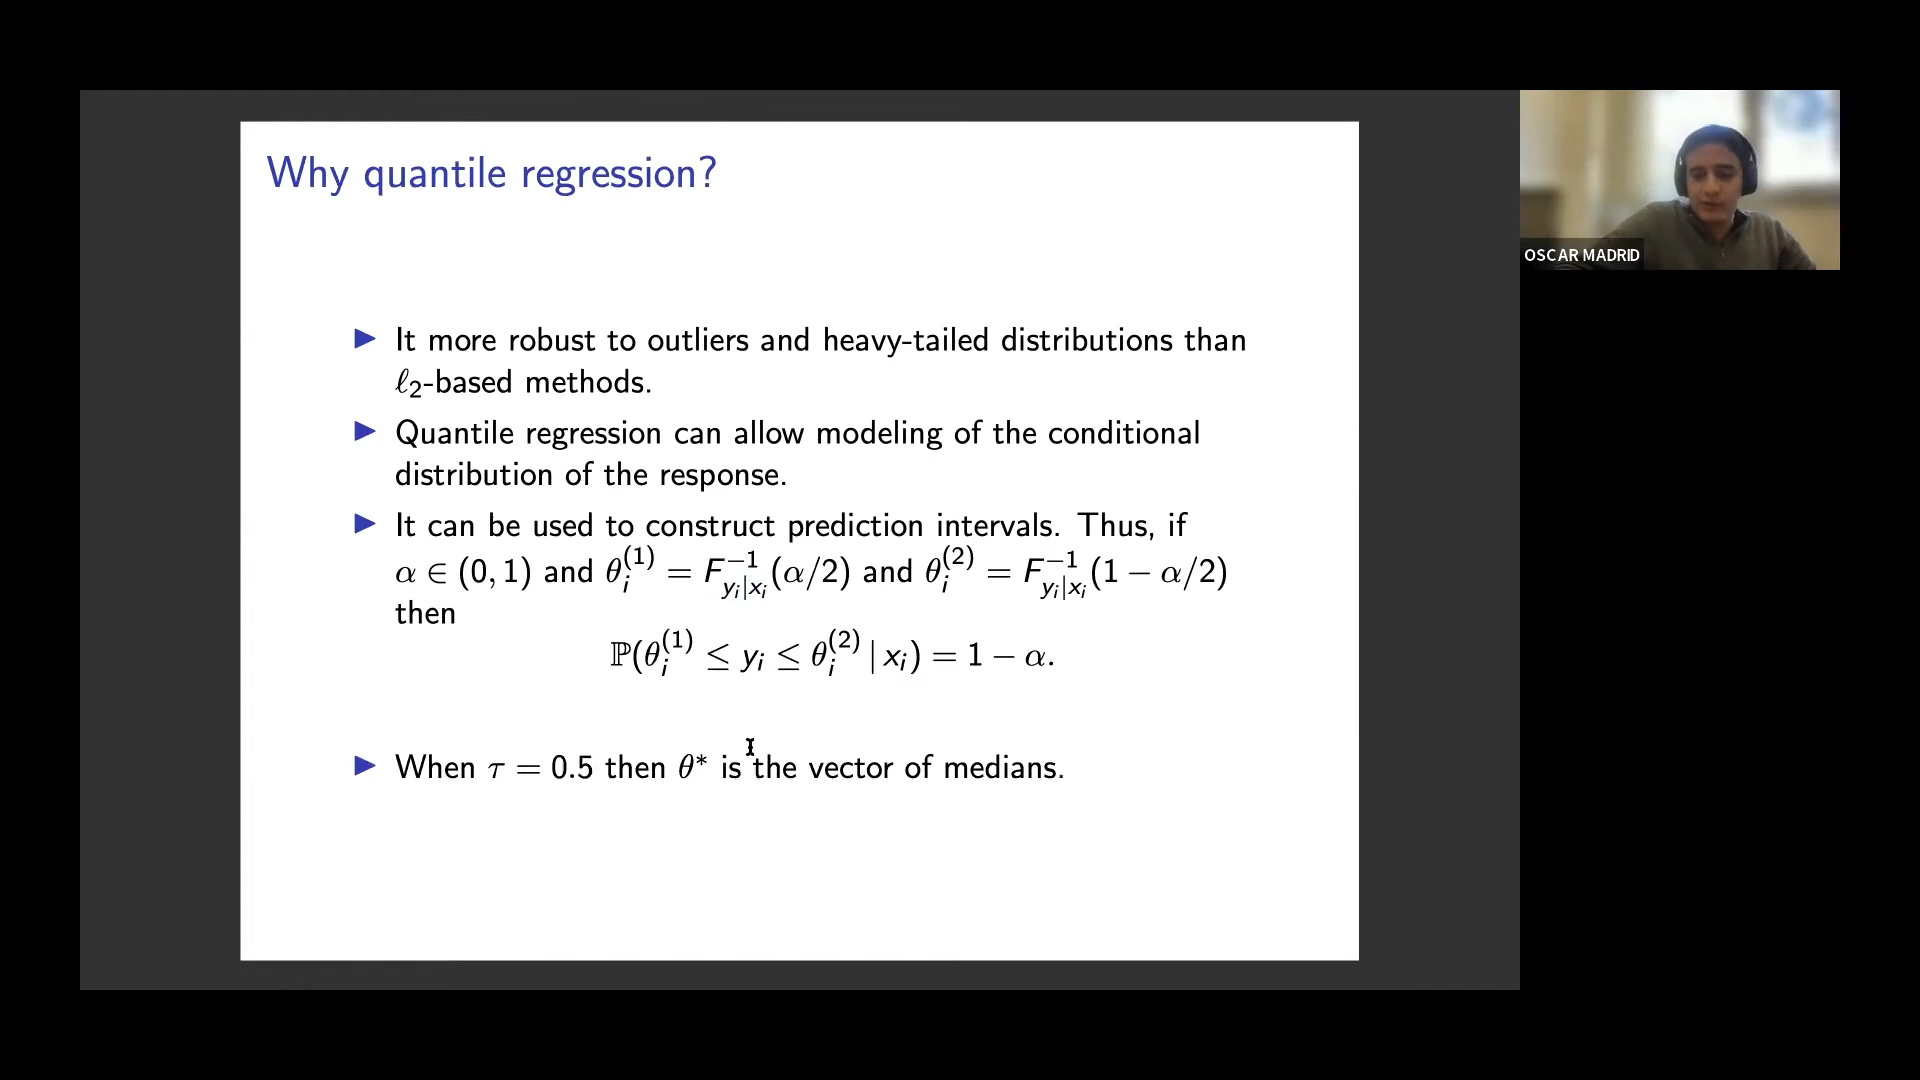 Why quantile regression?
▶ It more robust to outliers and heavy-tailed distributions than
ℓ₂-based methods.
▶ Quantile regression can allow modeling of the conditional
distribution of the response.
▶ It can be used to construct prediction intervals. Thus, if
α ∈ (0, 1) and θ_i^{(1)} = F_{y_i|x_i}^{-1}(α/2) and θ_i^{(2)} = F_{y_i|x_i}^{-1}(1 − α/2)
then
ℙ(θ_i^{(1)} ≤ y_i ≤ θ_i^{(2)} | x_i) = 1 − α.
▶ When τ = 0.5 then θ* is the vector of medians.
OSCAR MADRID